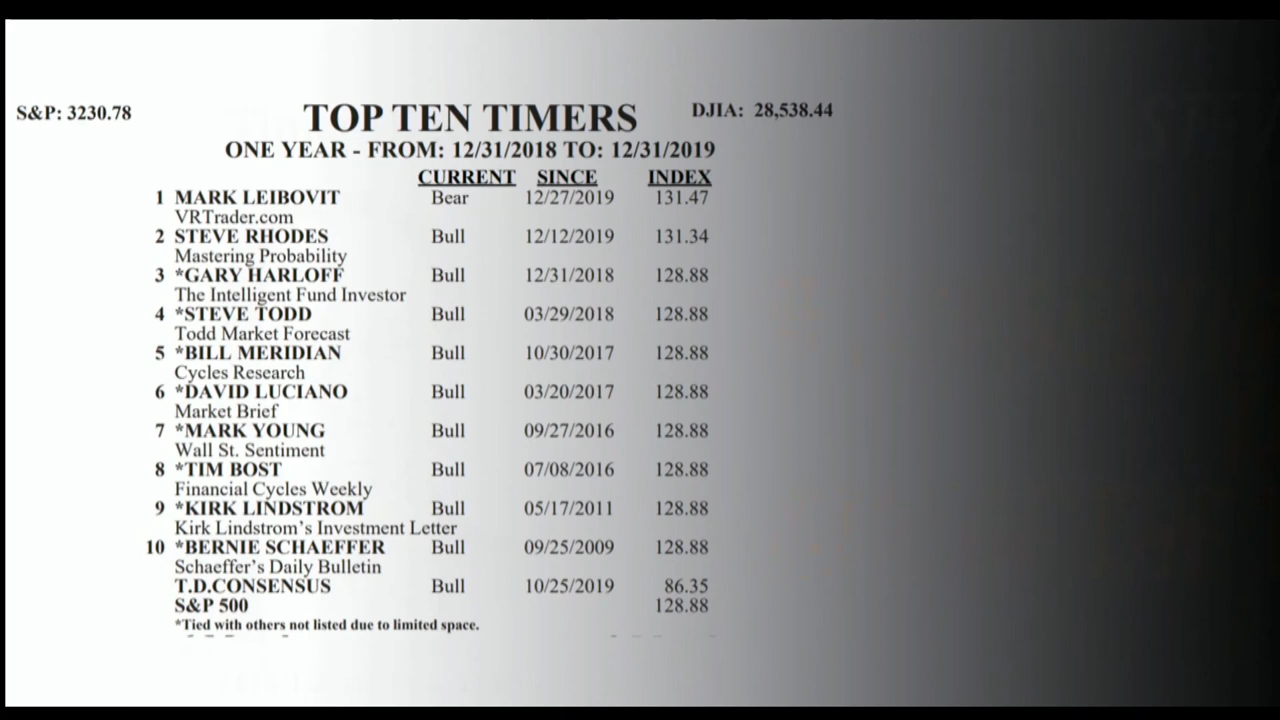 S&P: 3230.78
TOP TEN TIMERS
DJIA: 28,538.44
ONE YEAR - FROM: 12/31/2018 TO: 12/31/2019
CURRENT SINCE INDEX
1 MARK LEIBOVIT Bear 12/27/2019 131.47
VRTrader.com
2 STEVE RHODES Bull 12/12/2019 131.34
Mastering Probability
3 *GARY HARLOFF Bull 12/31/2018 128.88
The Intelligent Fund Investor
4 *STEVE TODD Bull 03/29/2018 128.88
Todd Market Forecast
5 *BILL MERIDIAN Bull 10/30/2017 128.88
Cycles Research
6 *DAVID LUCIANO Bull 03/20/2017 128.88
Market Brief
7 *MARK YOUNG Bull 09/27/2016 128.88
Wall St. Sentiment
8 *TIM BOST Bull 07/08/2016 128.88
Financial Cycles Weekly
9 *KIRK LINDSTROM Bull 05/17/2011 128.88
Kirk Lindstrom's Investment Letter
10 *BERNIE SCHAEFFER Bull 09/25/2009 128.88
Schaeffer's Daily Bulletin
T.D.CONSENSUS Bull 10/25/2019 86.35
S&P 500 128.88
*Tied with others not listed due to limited space.